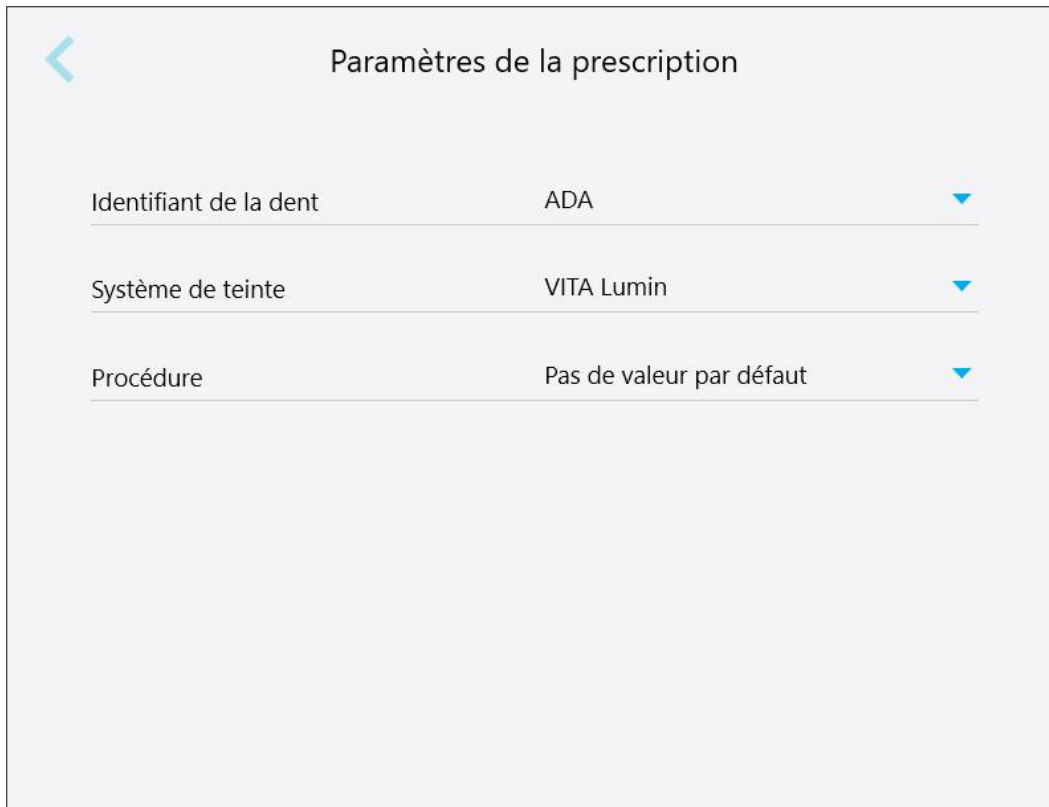 Paramètres de la prescription
Identifiant de la dent ADA
Système de teinte VITA Lumin
Procédure Pas de valeur par défaut